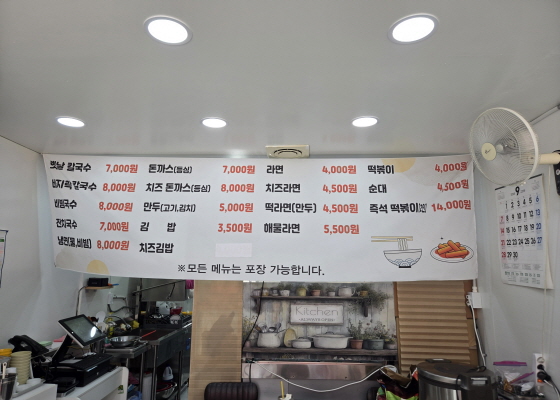 옛날 칼국수 7,000원 돈까스(등심) 7,000원 라면 4,000원 떡볶이 4,000원
바지락칼국수 8,000원 치즈 돈까스(등심) 8,000원 치즈라면 4,500원 순대 4,500원
비빔국수 8,000원 만두(고기,김치) 5,000원 떡라면(만두) 4,500원 즉석 떡볶이 14,000원
잔치국수 7,000원 김 밥 3,500원 해물라면 5,500원
냉면(물,비빔) 8,000원 치즈김밥
※모든 메뉴는 포장 가능합니다.
Kitchen
9